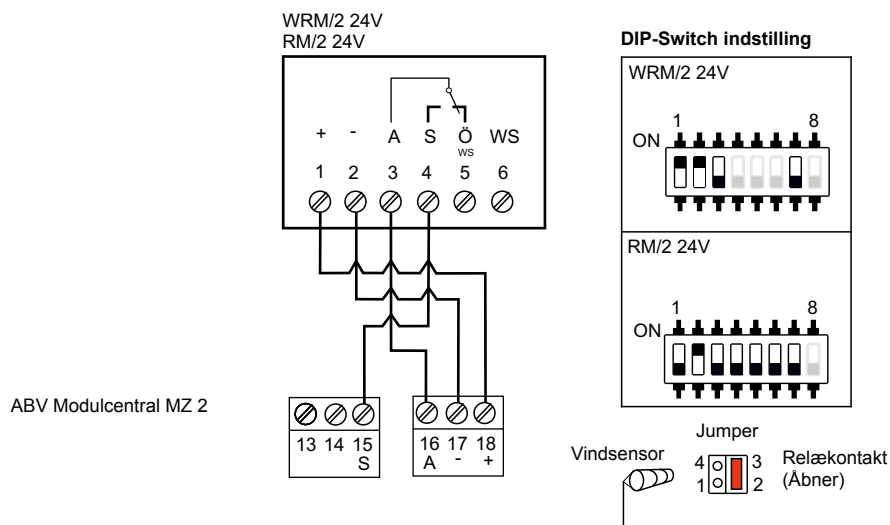 WRM/2 24V
RM/2 24V
+ - A S Ö WS
WS
1 2 3 4 5 6
ABV Modulcentral MZ 2
13 14 15
S
16 17 18
A - +
DIP-Switch indstilling
WRM/2 24V
1 8
ON
RM/2 24V
1 8
ON
Jumper
Vindsensor
4 3
1 2
Relækontakt
(Åbner)